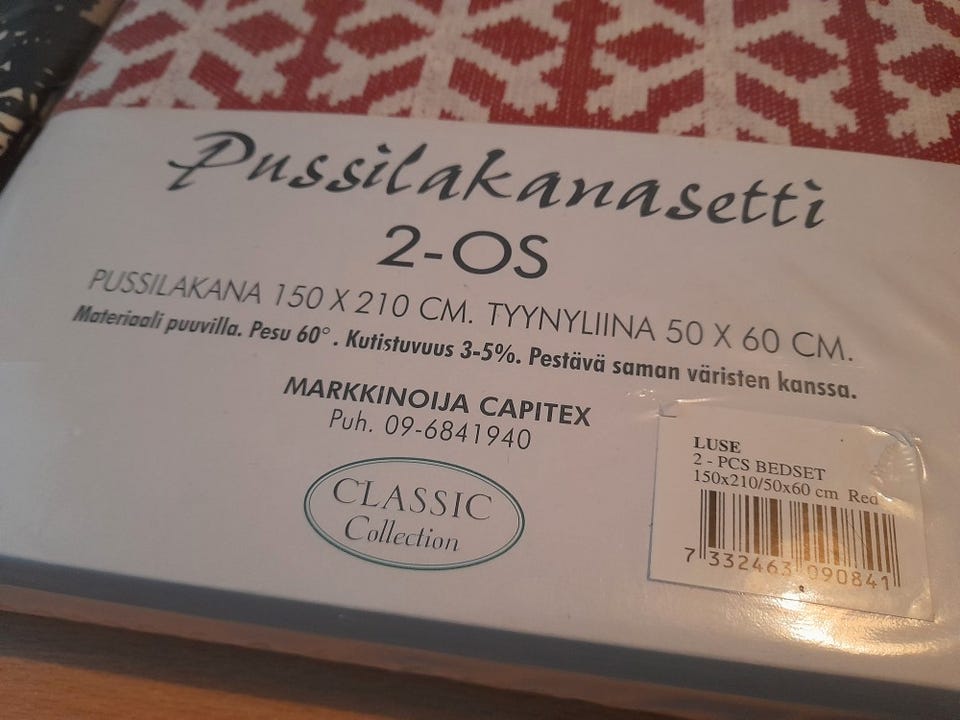 Pussilakanasetti
2-OS
PUSSILAKANA 150 X 210 CM. TYYNYLIINA 50 X 60 CM.
Materiaali puuvilla. Pesu 60°. Kutistuvuus 3-5%. Pestävä saman väristen kanssa.
MARKKINOIJA CAPITEX
Puh. 09-6841940
CLASSIC
Collection
LUSE
2 - PCS BEDSET
150x210/50x60 cm Red
7 332463 090841